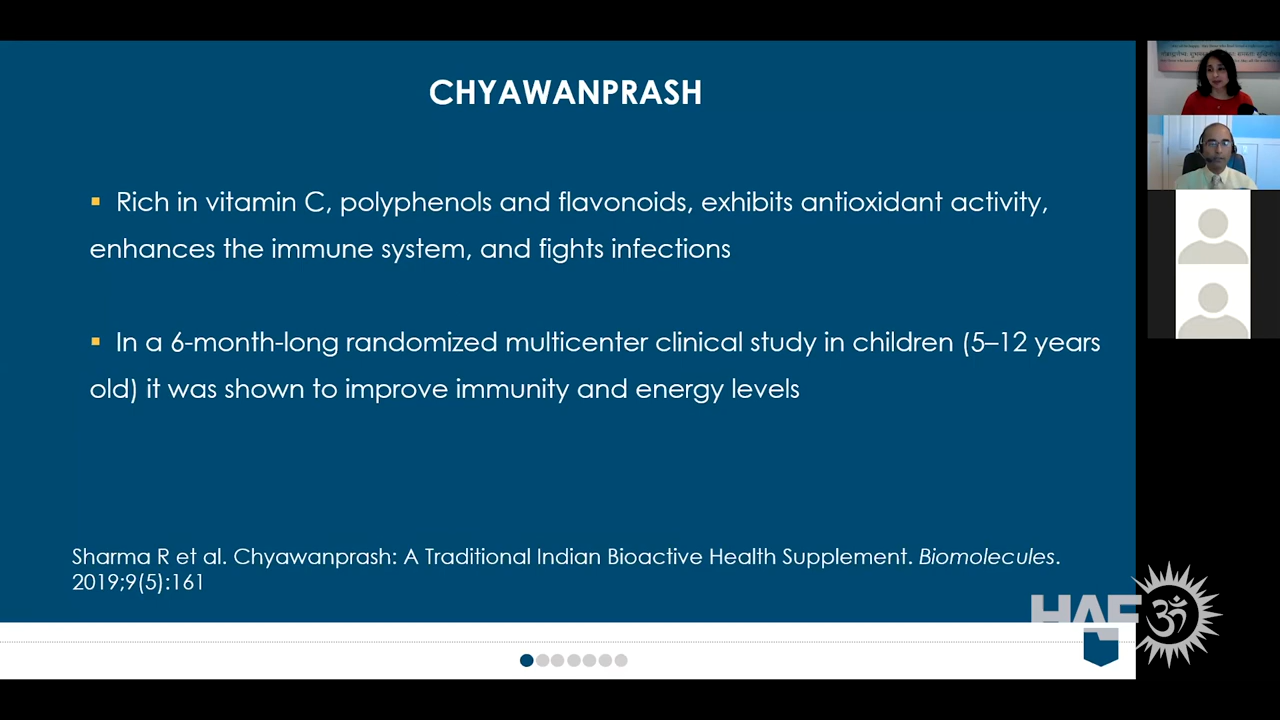 CHYAWANPRASH
▪ Rich in vitamin C, polyphenols and flavonoids, exhibits antioxidant activity,
enhances the immune system, and fights infections
▪ In a 6-month-long randomized multicenter clinical study in children (5–12 years
old) it was shown to improve immunity and energy levels
Sharma R et al. Chyawanprash: A Traditional Indian Bioactive Health Supplement. Biomolecules.
2019;9(5):161
HAF
ॐ